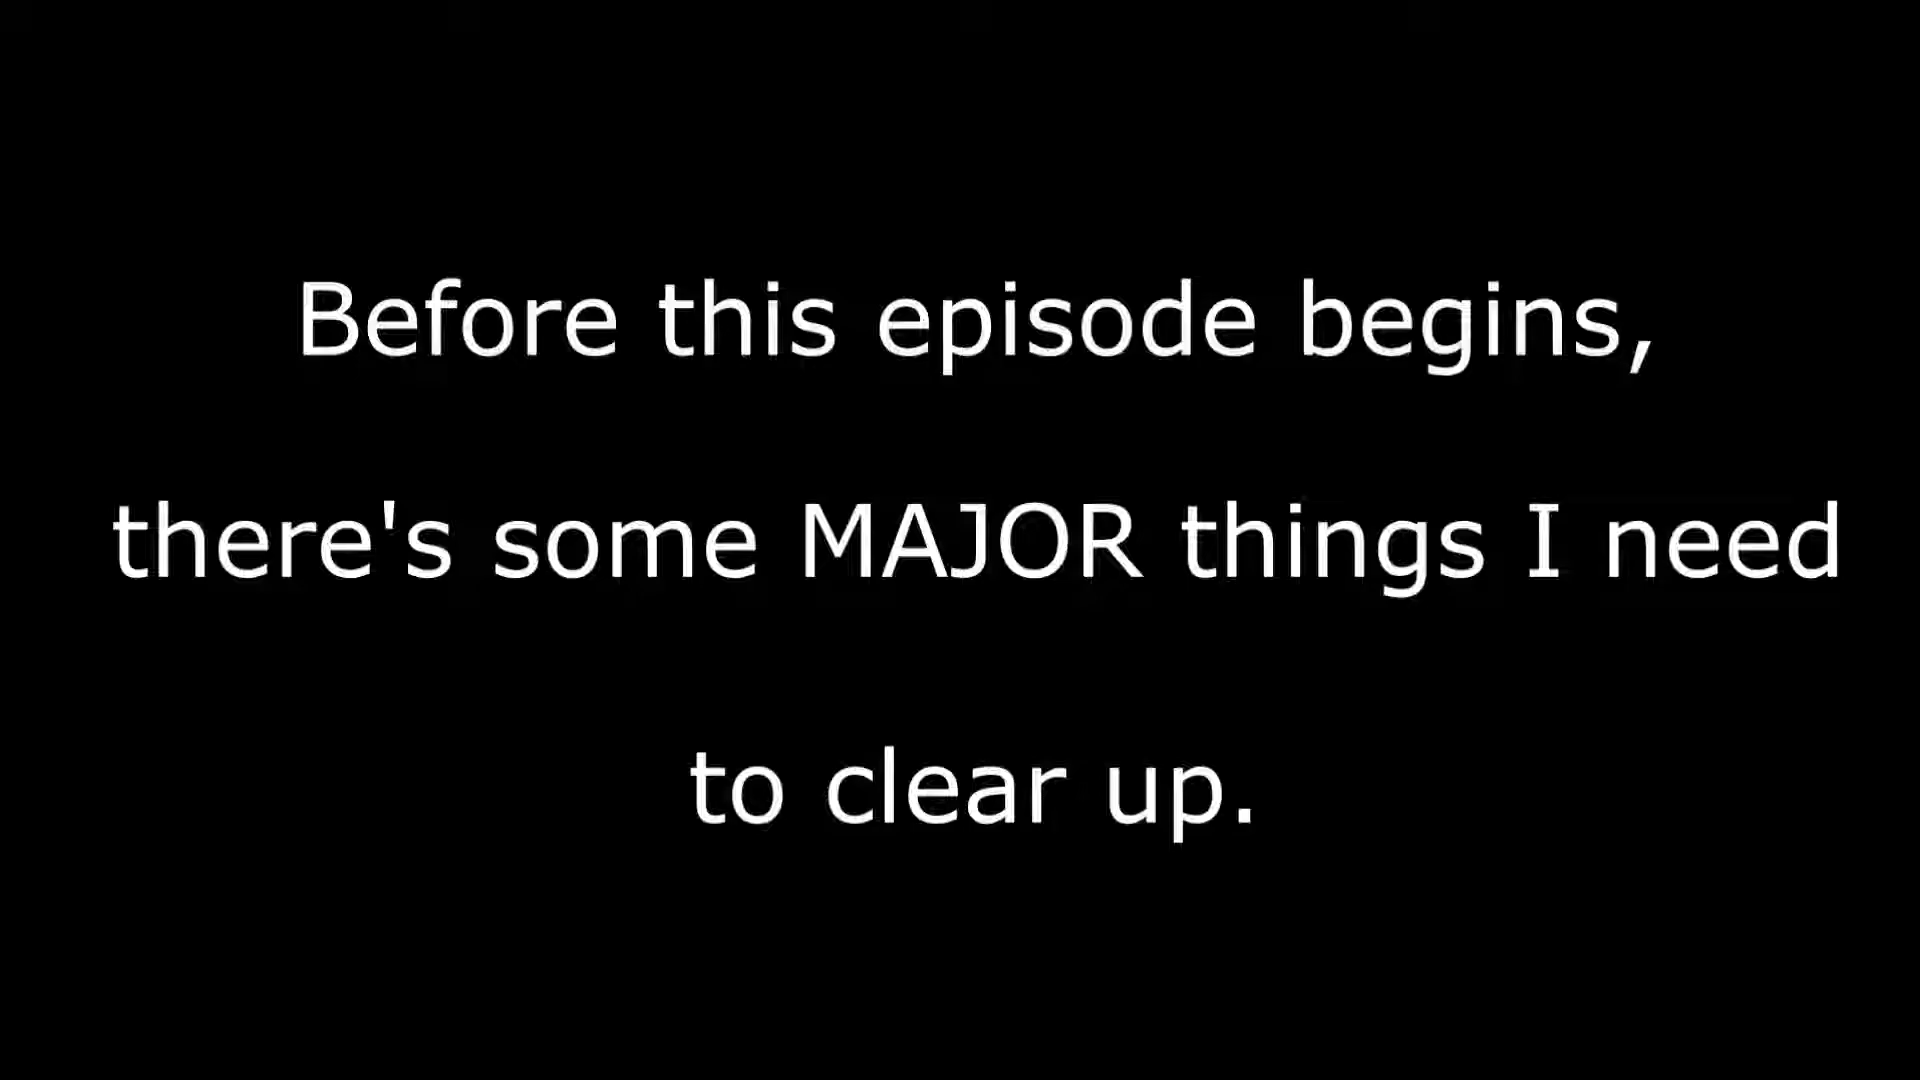 Before this episode begins,
there's some MAJOR things I need
to clear up.